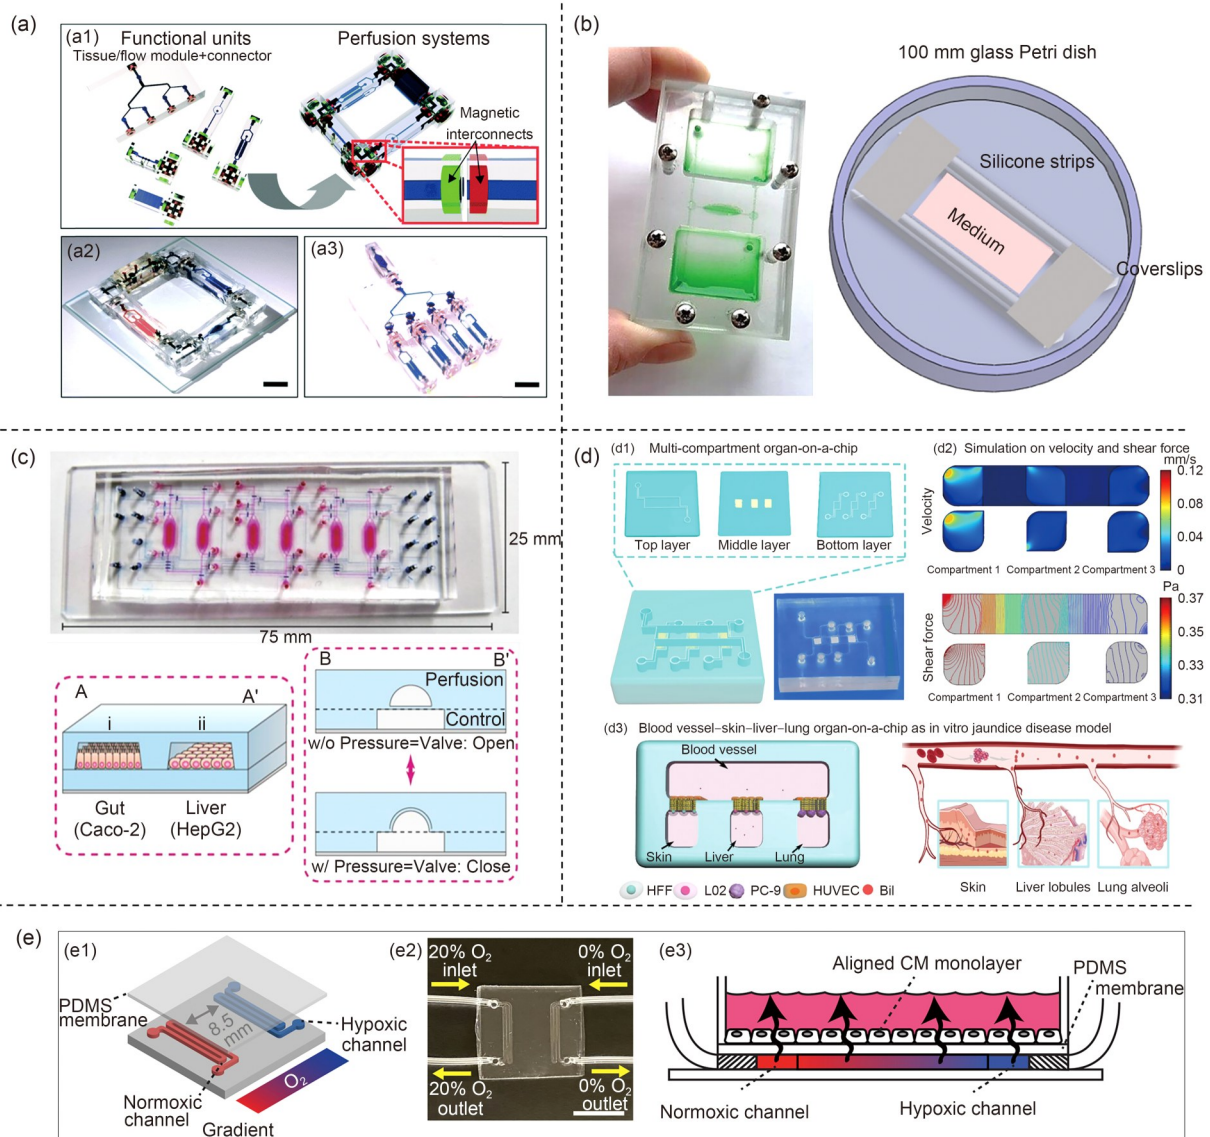 (a)
(a1)
Functional units
Tissue/flow module+connector
Perfusion systems
Magnetic
interconnects
(a2)
(a3)
(b)
100 mm glass Petri dish
Silicone strips
Medium
Coverslips
(c)
25 mm
75 mm
A
A'
i
ii
Gut
(Caco-2)
Liver
(HepG2)
B
B'
Perfusion
Control
w/o Pressure=Valve: Open
w/ Pressure=Valve: Close
(d)
(d1) Multi-compartment organ-on-a-chip
Top layer
Middle layer
Bottom layer
(d2) Simulation on velocity and shear force
mm/s
0.12
0.08
0.04
0
Velocity
Compartment 1
Compartment 2
Compartment 3
Pa
0.37
0.35
0.33
0.31
Shear force
Compartment 1
Compartment 2
Compartment 3
(d3) Blood vessel–skin–liver–lung organ-on-a-chip as in vitro jaundice disease model
Blood vessel
Skin
Liver
Lung
HFF
L02
PC-9
HUVEC
Bil
Skin
Liver lobules
Lung alveoli
(e)
(e1)
PDMS
membrane
8.5
mm
Hypoxic
channel
O₂
Normoxic
channel
Gradient
(e2)
20% O₂
inlet
0% O₂
inlet
20% O₂
outlet
0% O₂
outlet
(e3)
Aligned CM monolayer
PDMS
membrane
Normoxic channel
Hypoxic channel